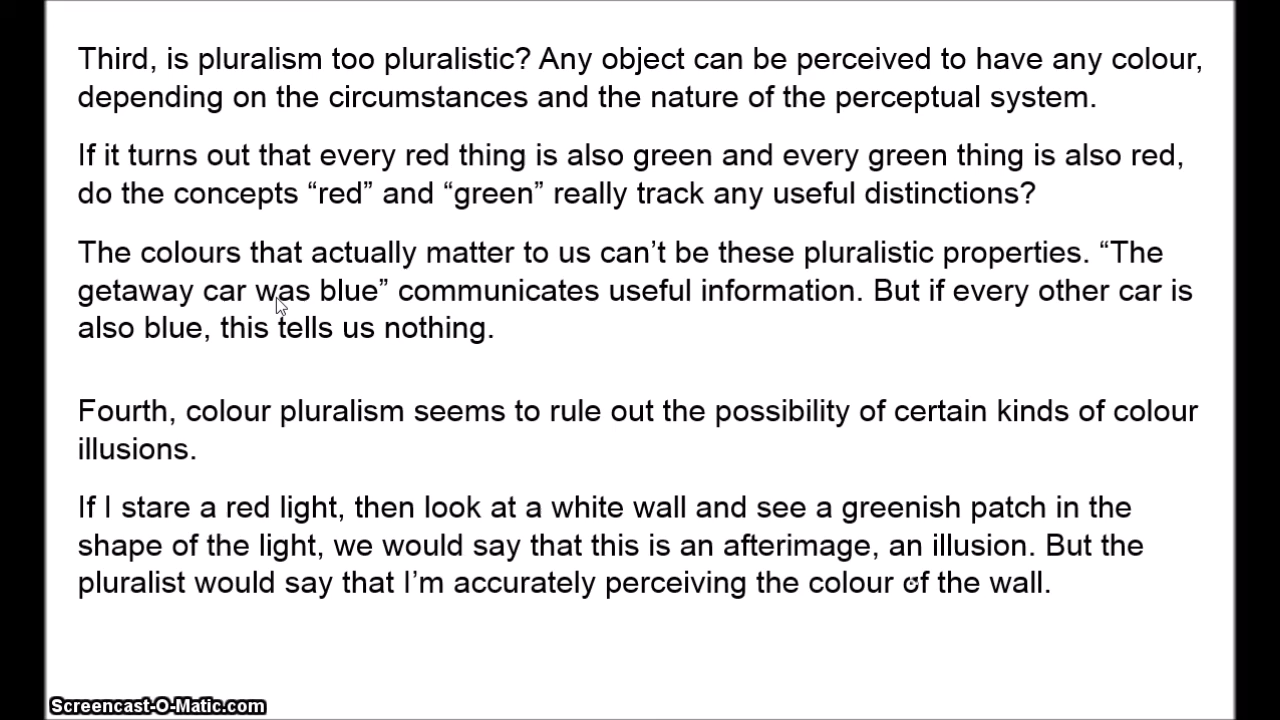 Third, is pluralism too pluralistic? Any object can be perceived to have any colour,
depending on the circumstances and the nature of the perceptual system.
If it turns out that every red thing is also green and every green thing is also red,
do the concepts “red” and “green” really track any useful distinctions?
The colours that actually matter to us can’t be these pluralistic properties. “The
getaway car was blue” communicates useful information. But if every other car is
also blue, this tells us nothing.
Fourth, colour pluralism seems to rule out the possibility of certain kinds of colour
illusions.
If I stare a red light, then look at a white wall and see a greenish patch in the
shape of the light, we would say that this is an afterimage, an illusion. But the
pluralist would say that I’m accurately perceiving the colour of the wall.
Screencast-O-Matic.com